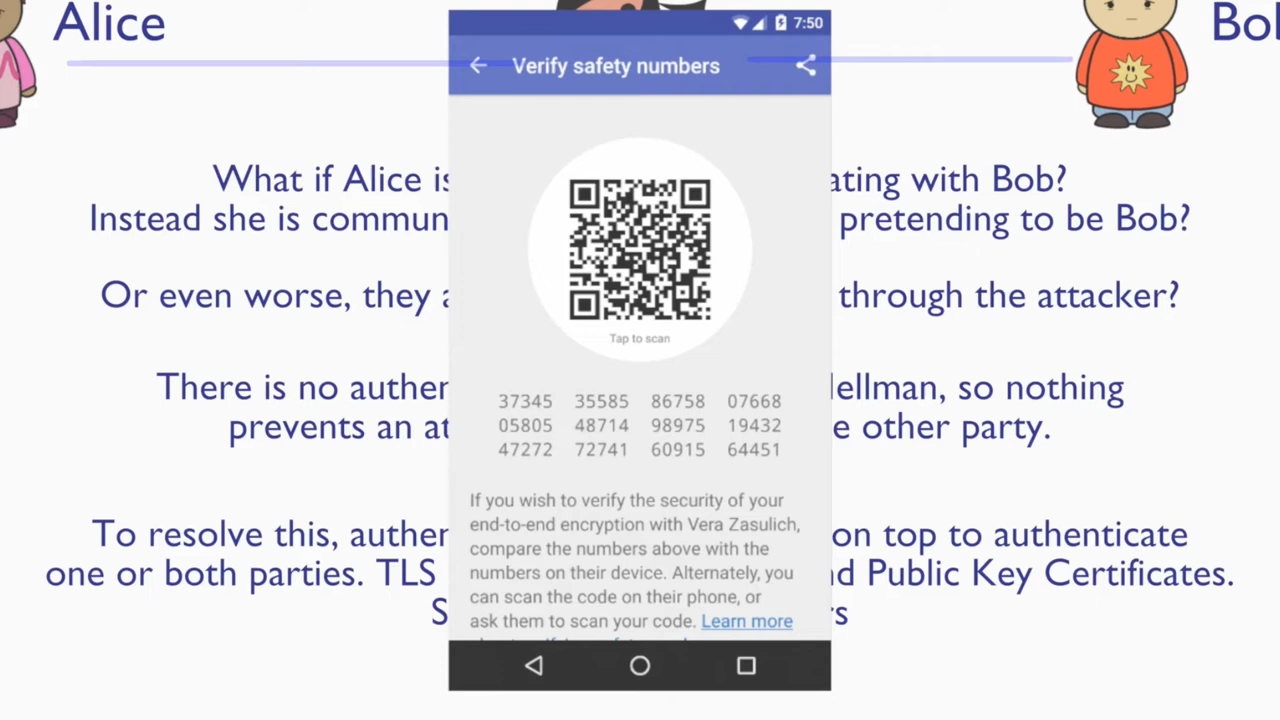 Alice
Bo
7:50
Verify safety numbers
What if Alice is
ating with Bob?
Instead she is commun
pretending to be Bob?
Or even worse, they a
through the attacker?
Tap to scan
There is no authen
ellman, so nothing
prevents an at
e other party.
37345 35585 86758 07668
05805 48714 98975 19432
47272 72741 60915 64451
If you wish to verify the security of your
end-to-end encryption with Vera Zasulich,
compare the numbers above with the
numbers on their device. Alternately, you
can scan the code on their phone, or
ask them to scan your code. Learn more
To resolve this, authen
on top to authenticate
one or both parties. TLS
d Public Key Certificates.
S
s